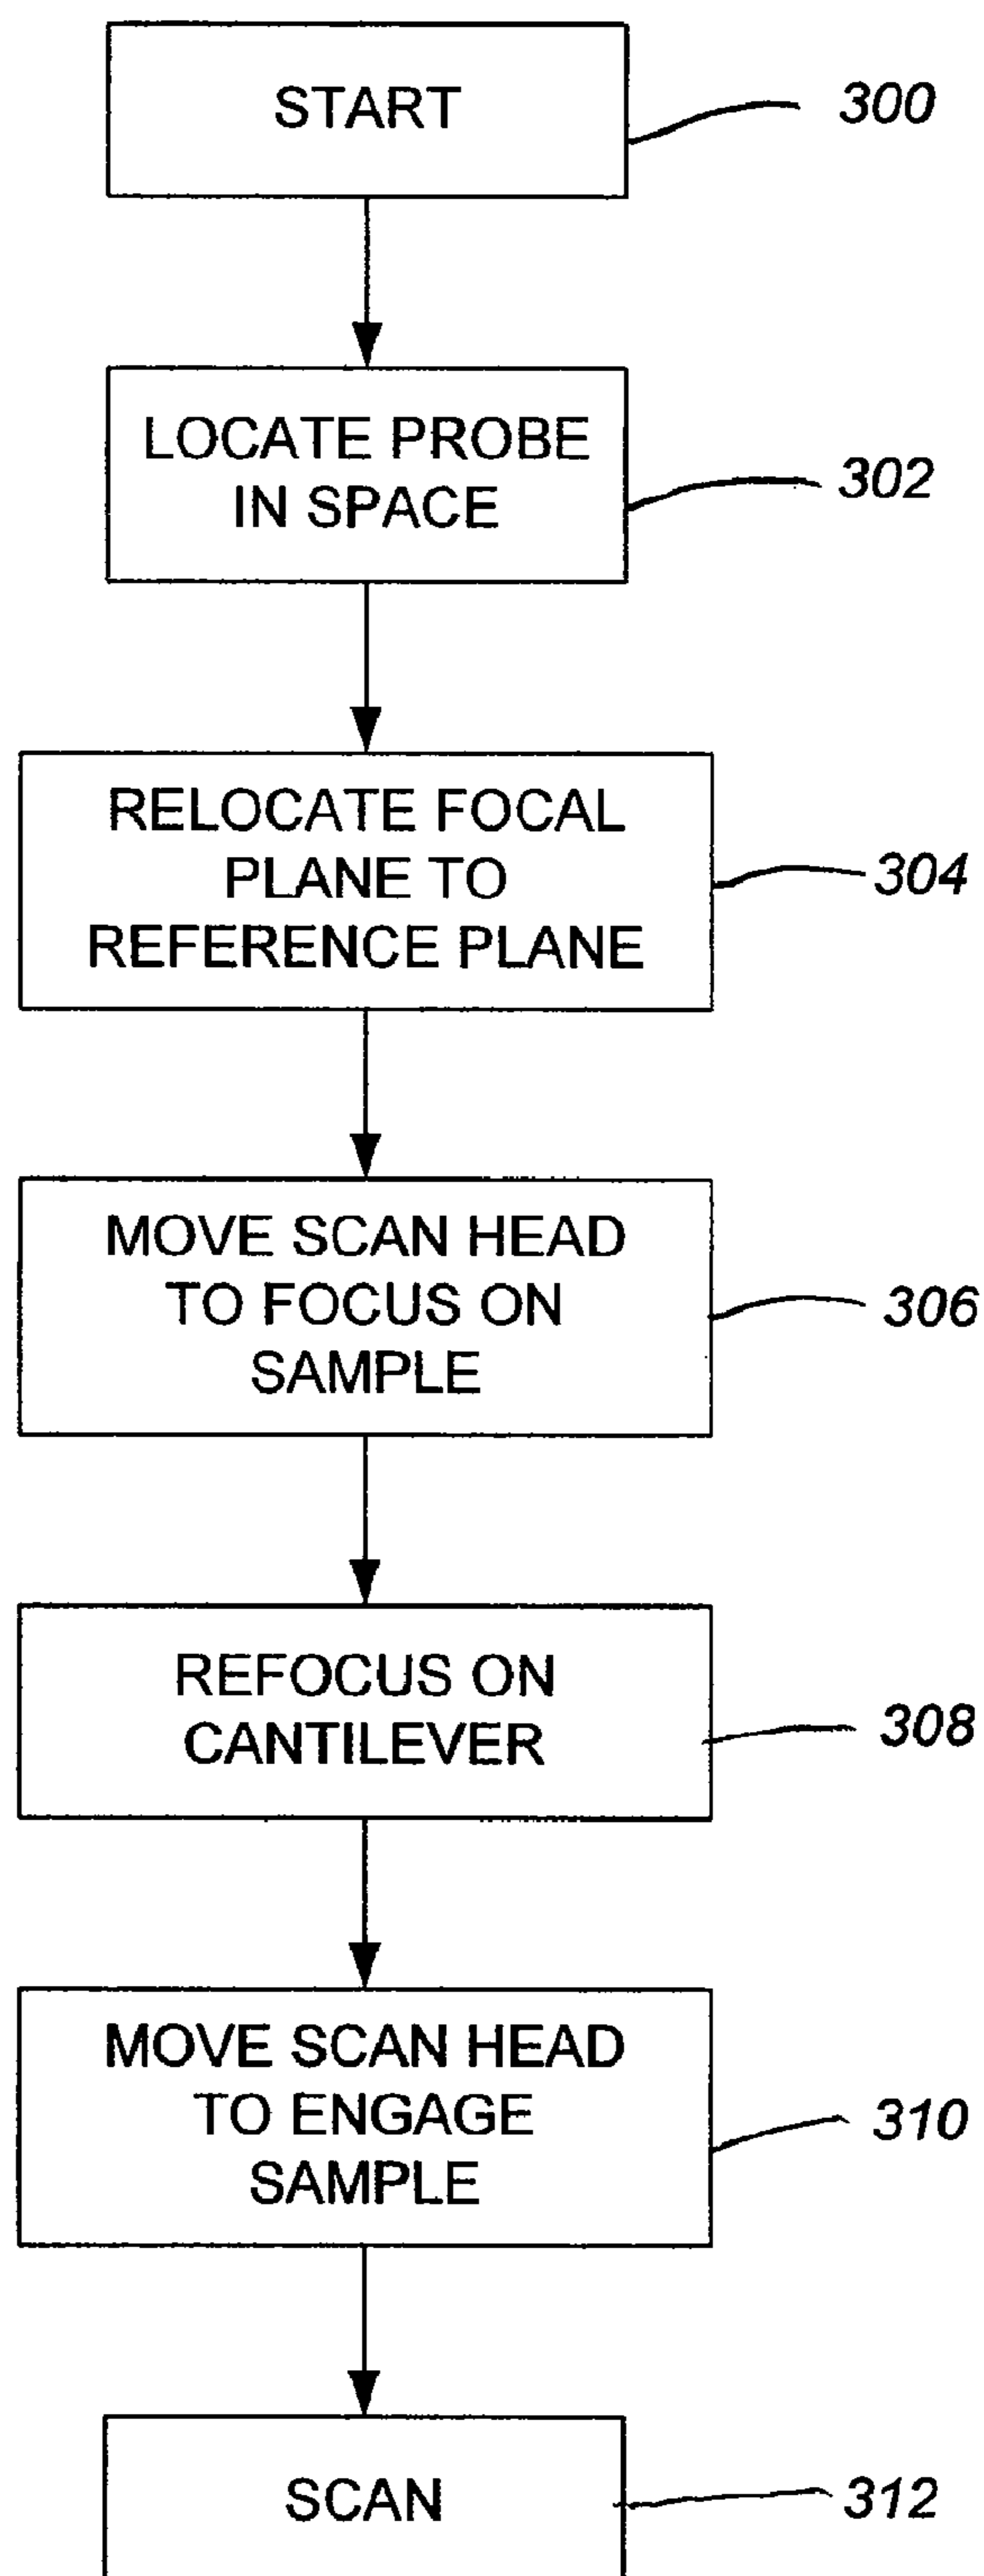 START
300
LOCATE PROBE
IN SPACE
302
RELOCATE FOCAL
PLANE TO
REFERENCE PLANE
304
MOVE SCAN HEAD
TO FOCUS ON
SAMPLE
306
REFOCUS ON
CANTILEVER
308
MOVE SCAN HEAD
TO ENGAGE
SAMPLE
310
SCAN
312